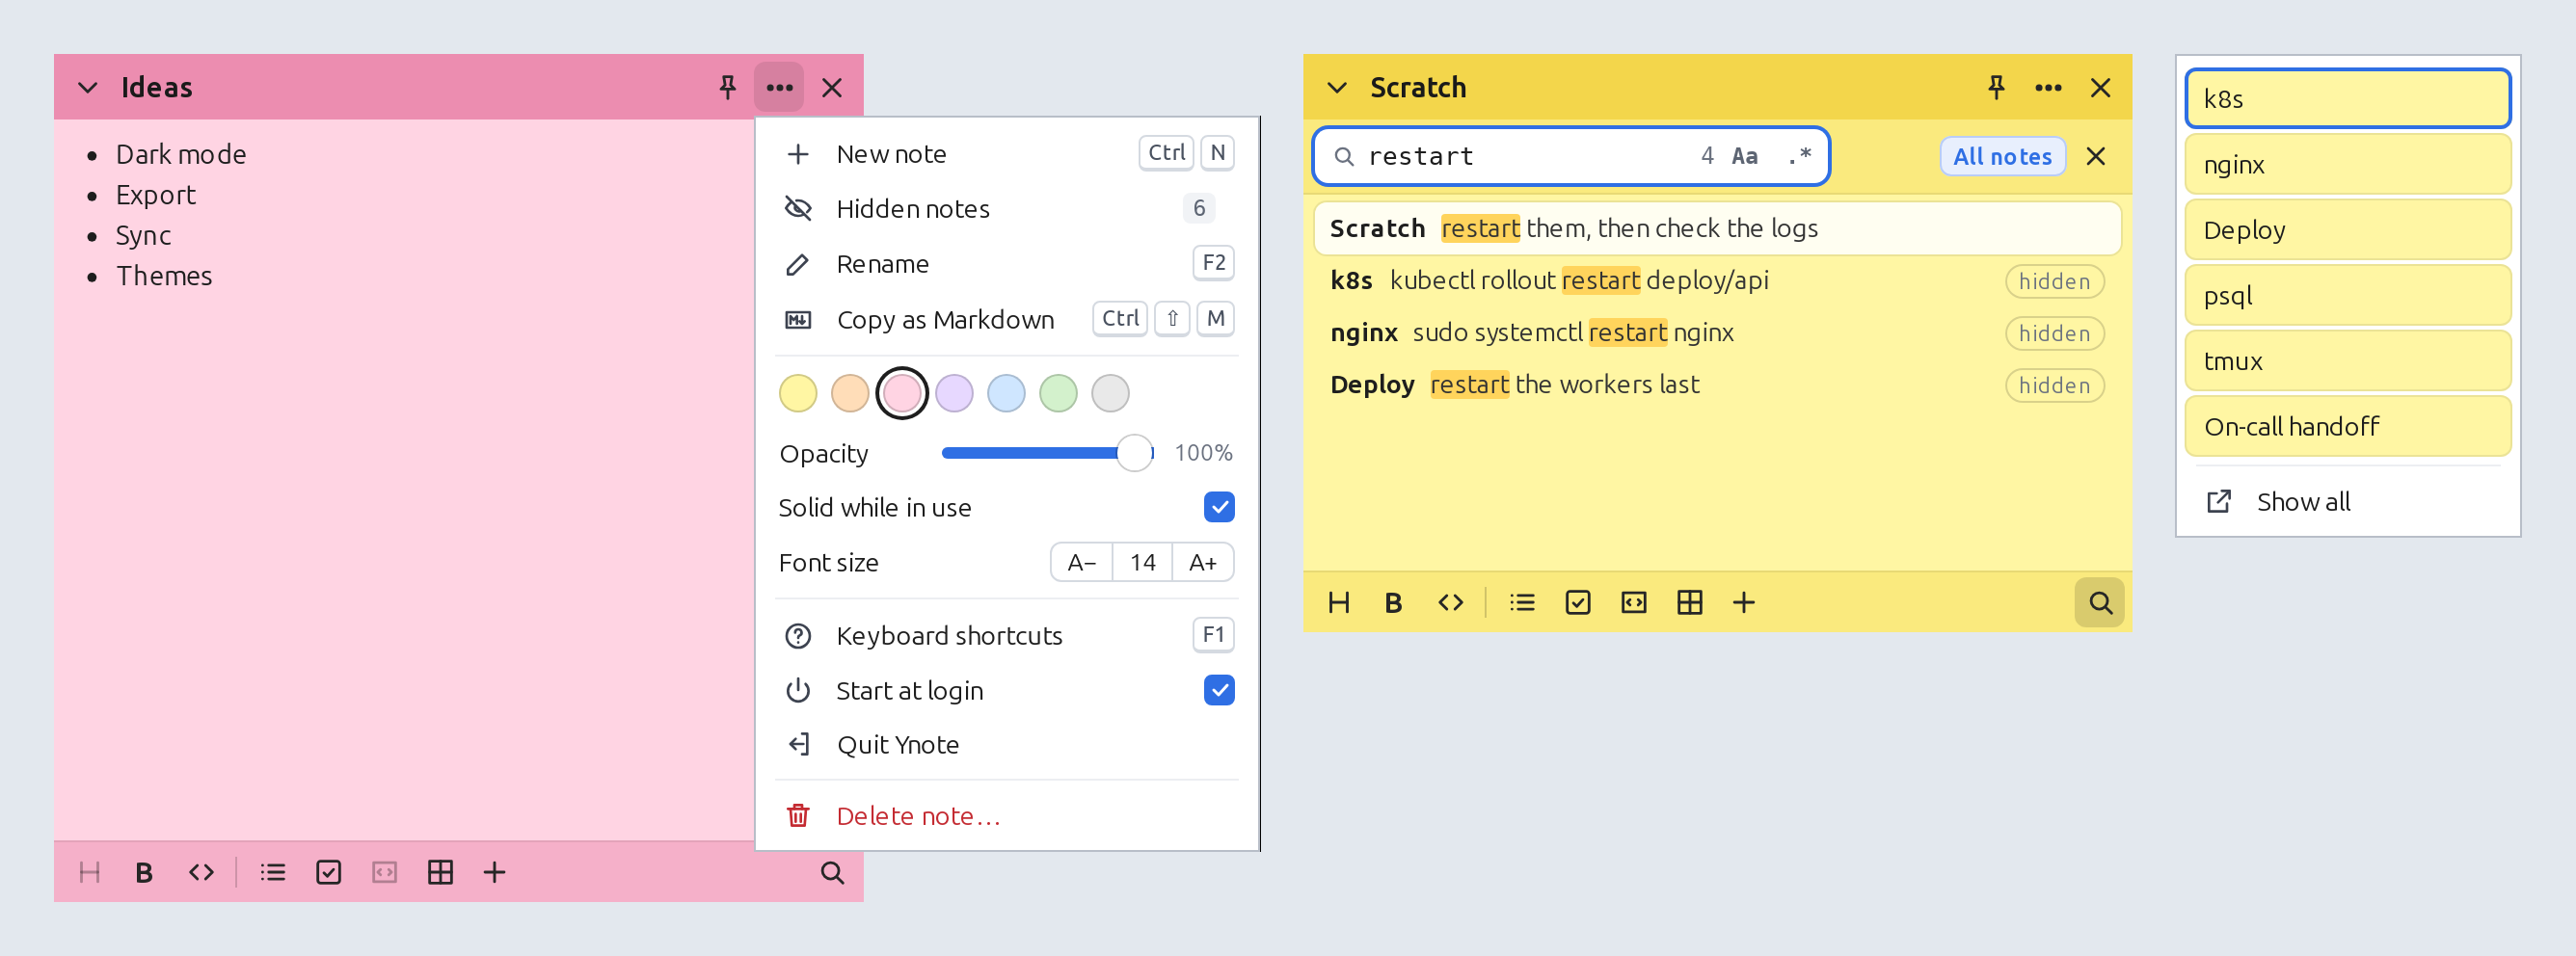 Ideas
Dark mode
Export
Sync
Themes
New note Ctrl N
Hidden notes 6
Rename F2
Copy as Markdown Ctrl ⇧ M
Opacity 100%
Solid while in use
Font size A− 14 A+
Keyboard shortcuts F1
Start at login
Quit Ynote
Delete note…
H B <>
Scratch
restart 4 Aa .* All notes
Scratch restart them, then check the logs
k8s kubectl rollout restart deploy/api hidden
nginx sudo systemctl restart nginx hidden
Deploy restart the workers last hidden
H B <>
k8s
nginx
Deploy
psql
tmux
On-call handoff
Show all